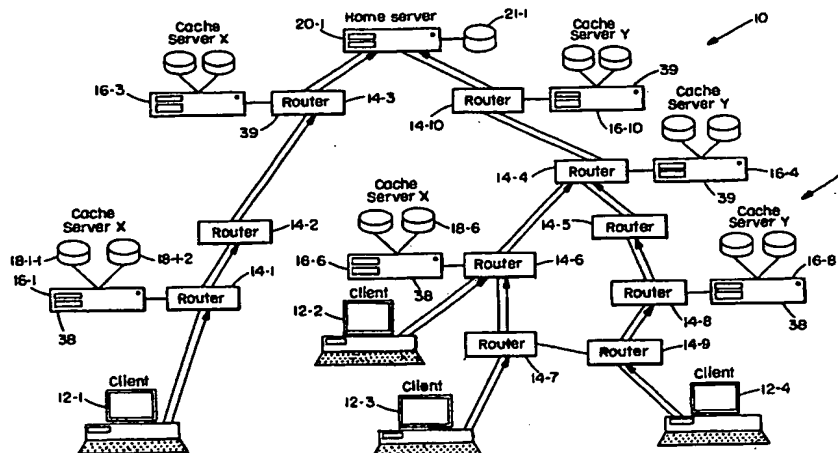 Home server
20-1
21-1
10
Cache
Server X
Cache
Server Y
39
16-3
Router
14-3
39
Router
14-10
16-10
Cache
Server Y
Router
14-4
16-4
39
Cache
Server X
18-6
Cache
Server Y
Router
14-2
14-5
Router
Cache
Server X
18-1-1
18-1-2
16-1
Router
14-1
38
16-6
Router
14-6
38
16-8
Router
14-8
38
Client
12-2
Router
14-7
Router
14-9
Client
12-1
Client
12-3
Client
12-4